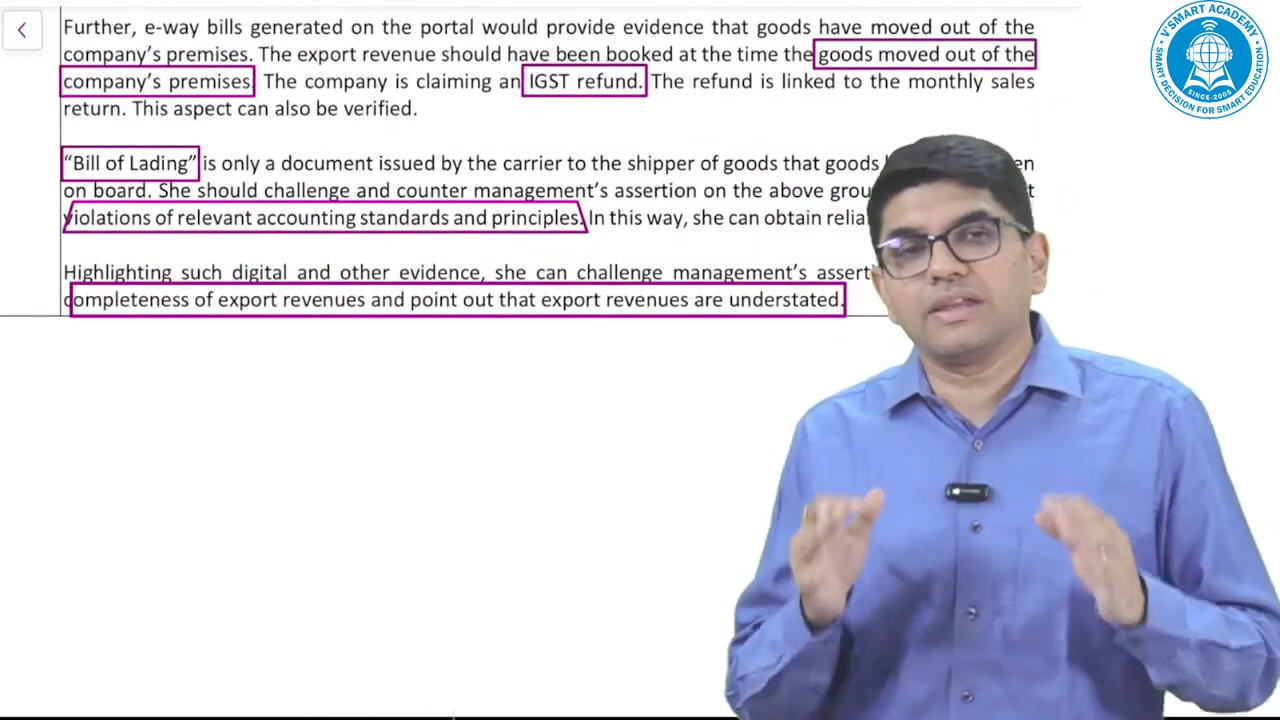 Further, e-way bills generated on the portal would provide evidence that goods have moved out of the
company's premises. The export revenue should have been booked at the time the goods moved out of the
company's premises. The company is claiming an IGST refund. The refund is linked to the monthly sales
return. This aspect can also be verified.
"Bill of Lading" is only a document issued by the carrier to the shipper of goods that goods
on board. She should challenge and counter management's assertion on the above
violations of relevant accounting standards and principles. In this way, she can obtain
Highlighting such digital and other evidence, she can challenge management's
completeness of export revenues and point out that export revenues are understated.
V'SMART ACADEMY
SINCE-2005
SMART DECISION FOR SMART EDUCATION